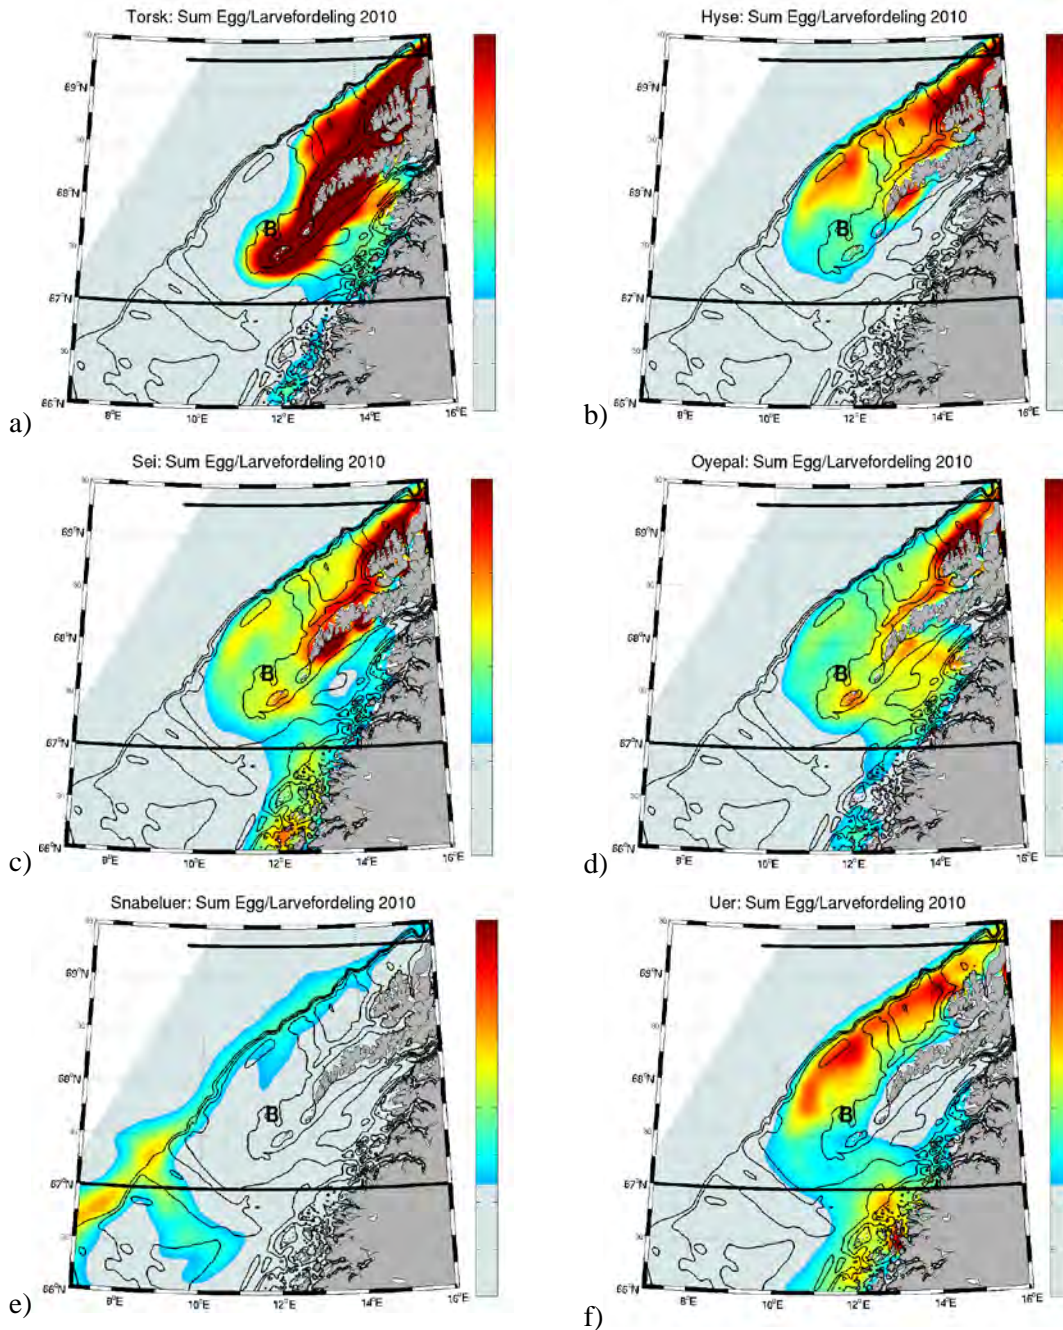 Torsk: Sum Egg/Larvefordeling 2010
Hyse: Sum Egg/Larvefordeling 2010
69°N
68°N
67°N
66°N
8°E 10°E 12°E 14°E 16°E
B
a)
69°N
68°N
67°N
66°N
8°E 10°E 12°E 14°E 16°E
B
b)
Sei: Sum Egg/Larvefordeling 2010
Oyepal: Sum Egg/Larvefordeling 2010
69°N
68°N
67°N
66°N
8°E 10°E 12°E 14°E 16°E
B
c)
69°N
68°N
67°N
66°N
8°E 10°E 12°E 14°E 16°E
B
d)
Snabeluer: Sum Egg/Larvefordeling 2010
Uer: Sum Egg/Larvefordeling 2010
69°N
68°N
67°N
66°N
8°E 10°E 12°E 14°E 16°E
B
e)
69°N
68°N
67°N
66°N
8°E 10°E 12°E 14°E 16°E
B
f)